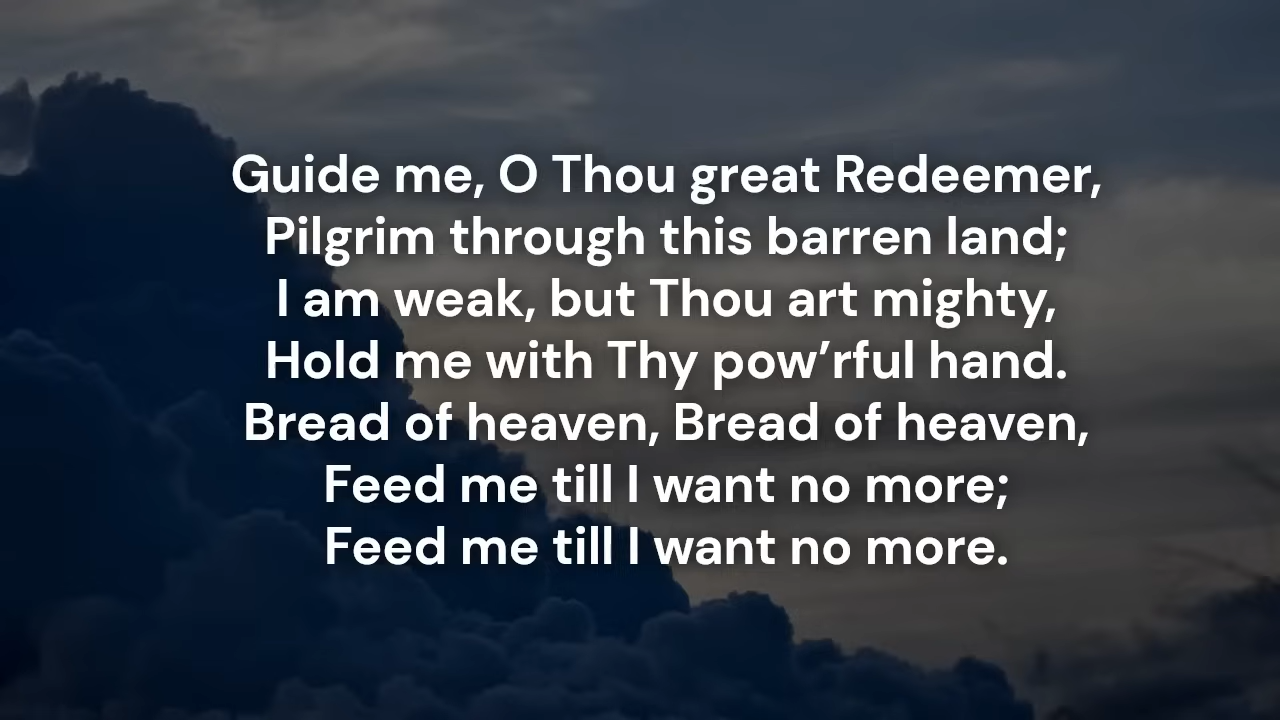 Guide me, O Thou great Redeemer,
Pilgrim through this barren land;
I am weak, but Thou art mighty,
Hold me with Thy pow’rful hand.
Bread of heaven, Bread of heaven,
Feed me till I want no more;
Feed me till I want no more.